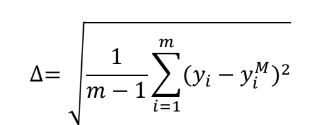 Δ= √(1/(m − 1) ∑_{i=1}^{m} (y_i − y_i^M)²)